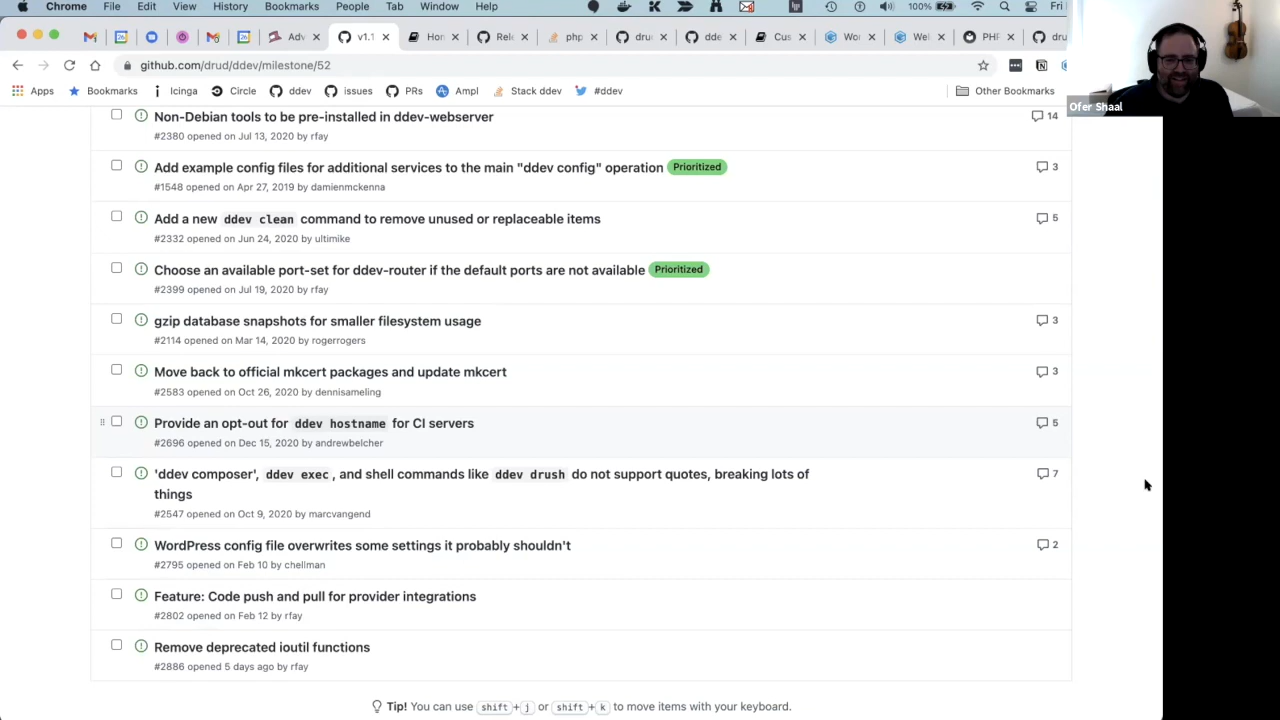 Chrome File Edit View History Bookmarks People Tab Window Help 100% Fri
Adv v1.1 Hon Rele php dru dde Cus Wo Wel PHP dru
github.com/drud/ddev/milestone/52
Apps Bookmarks Icinga Circle ddev issues PRs Ampl Stack ddev #ddev Other Bookmarks
Ofer Shaal
Non-Debian tools to be pre-installed in ddev-webserver 14
#2380 opened on Jul 13, 2020 by rfay
Add example config files for additional services to the main "ddev config" operation Prioritized 3
#1548 opened on Apr 27, 2019 by damienmckenna
Add a new ddev clean command to remove unused or replaceable items 5
#2332 opened on Jun 24, 2020 by ultimike
Choose an available port-set for ddev-router if the default ports are not available Prioritized
#2399 opened on Jul 19, 2020 by rfay
gzip database snapshots for smaller filesystem usage 3
#2114 opened on Mar 14, 2020 by rogerrogers
Move back to official mkcert packages and update mkcert 3
#2583 opened on Oct 26, 2020 by dennisameling
Provide an opt-out for ddev hostname for CI servers 5
#2696 opened on Dec 15, 2020 by andrewbelcher
'ddev composer', ddev exec, and shell commands like ddev drush do not support quotes, breaking lots of 7
things
#2547 opened on Oct 9, 2020 by marcvangend
WordPress config file overwrites some settings it probably shouldn't 2
#2795 opened on Feb 10 by chellman
Feature: Code push and pull for provider integrations
#2802 opened on Feb 12 by rfay
Remove deprecated ioutil functions
#2886 opened 5 days ago by rfay
Tip! You can use shift+j or shift+k to move items with your keyboard.